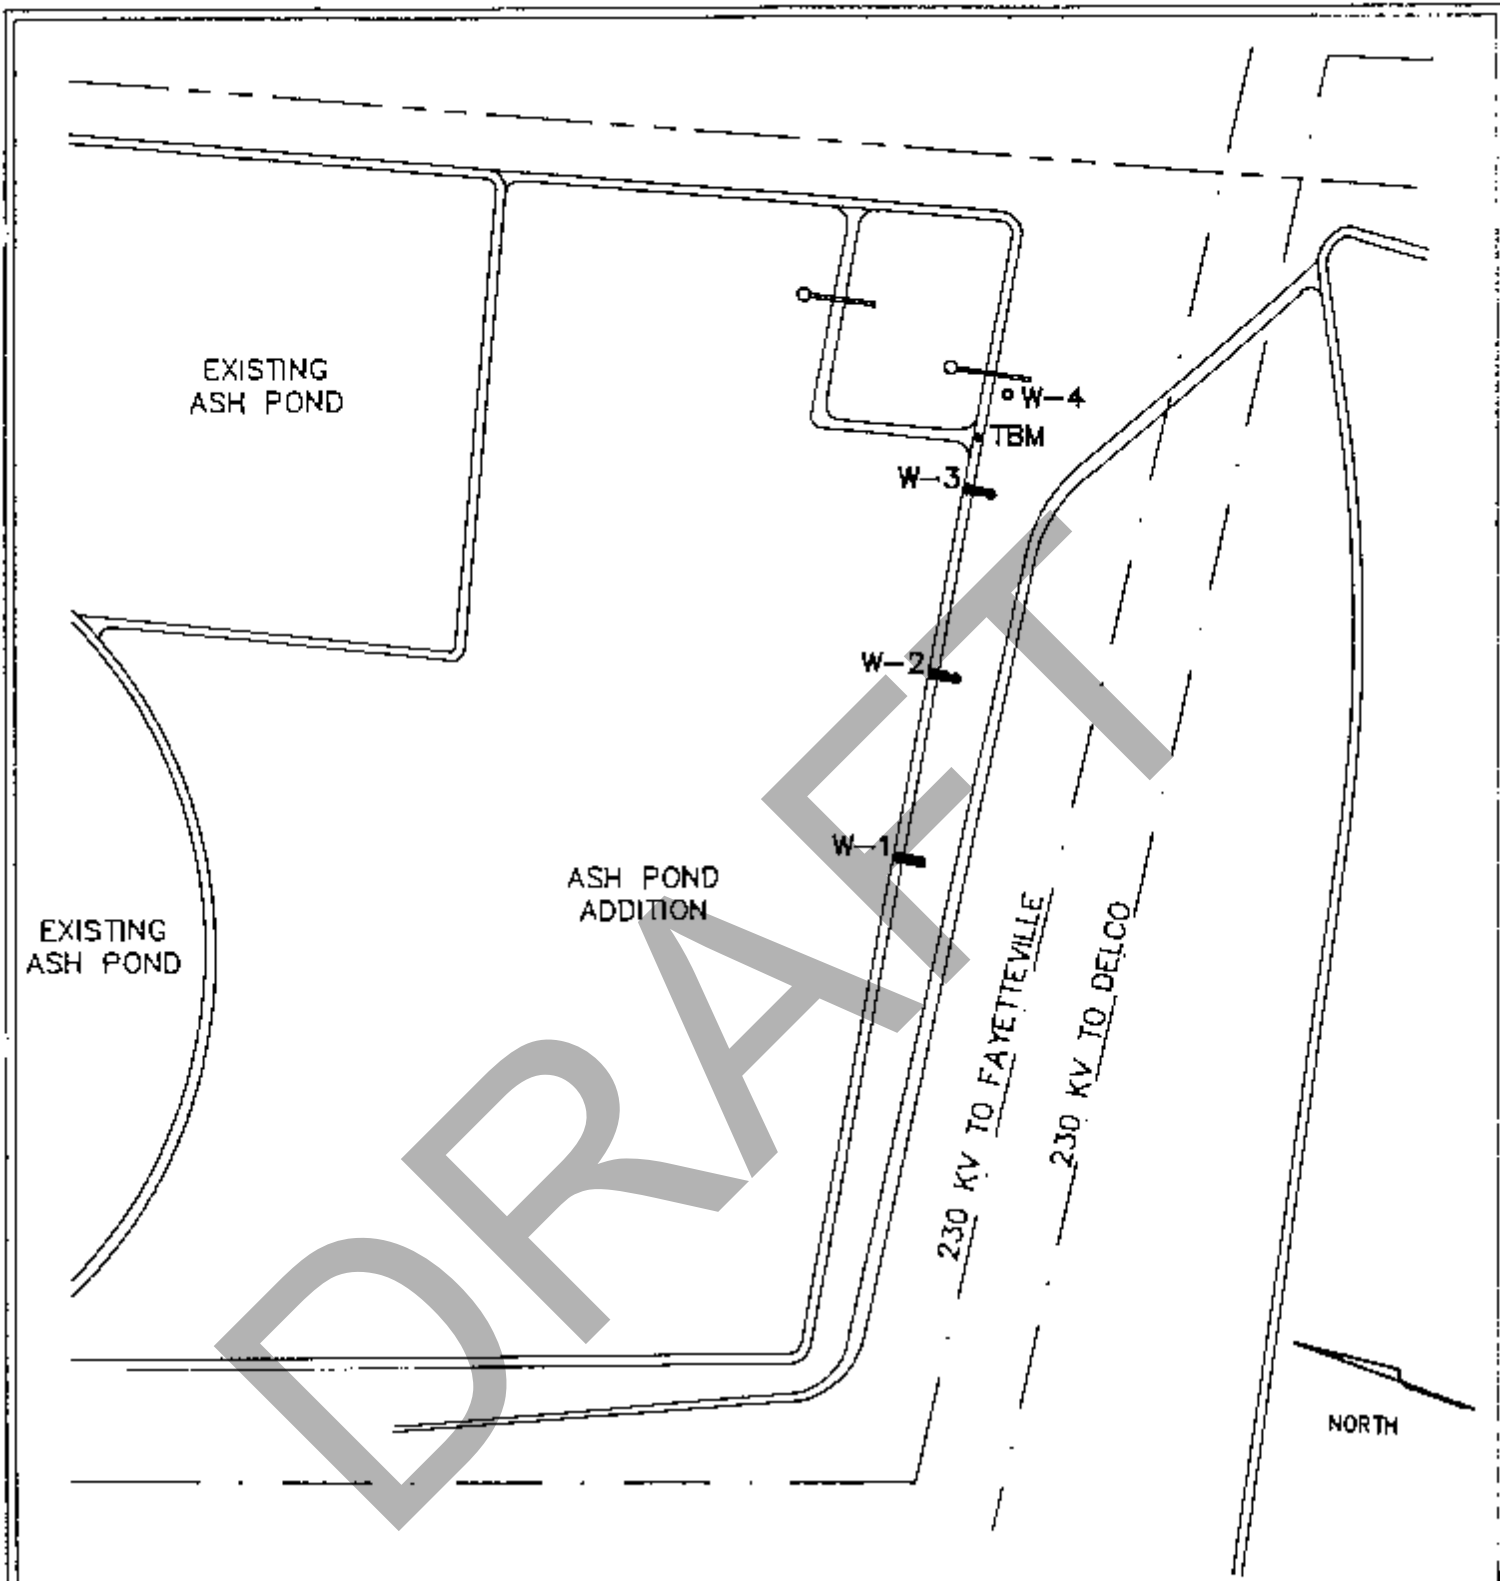 EXISTING
ASH POND
W-4
TBM
W-3
W-2
W-1
ASH POND
ADDITION
EXISTING
ASH POND
230 KV TO FAYETTEVILLE
230 KV TO DELCO
NORTH
DRAFT